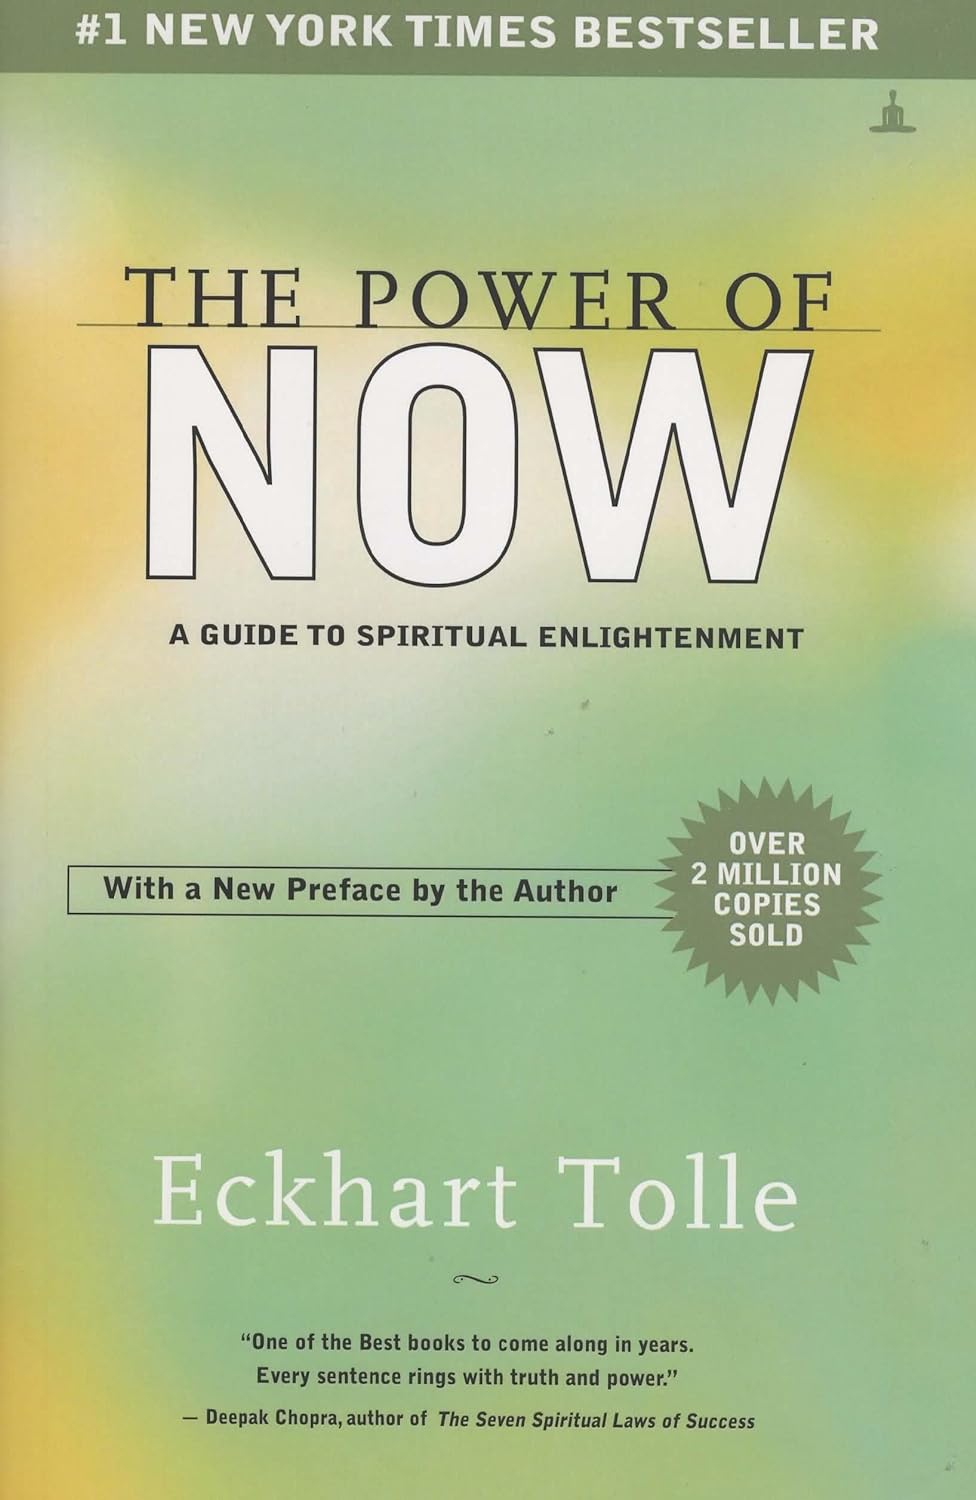 #1 NEW YORK TIMES BESTSELLER
THE POWER OF
NOW
A GUIDE TO SPIRITUAL ENLIGHTENMENT
With a New Preface by the Author
OVER
2 MILLION
COPIES
SOLD
Eckhart Tolle
“One of the Best books to come along in years.
Every sentence rings with truth and power.”
— Deepak Chopra, author of The Seven Spiritual Laws of Success